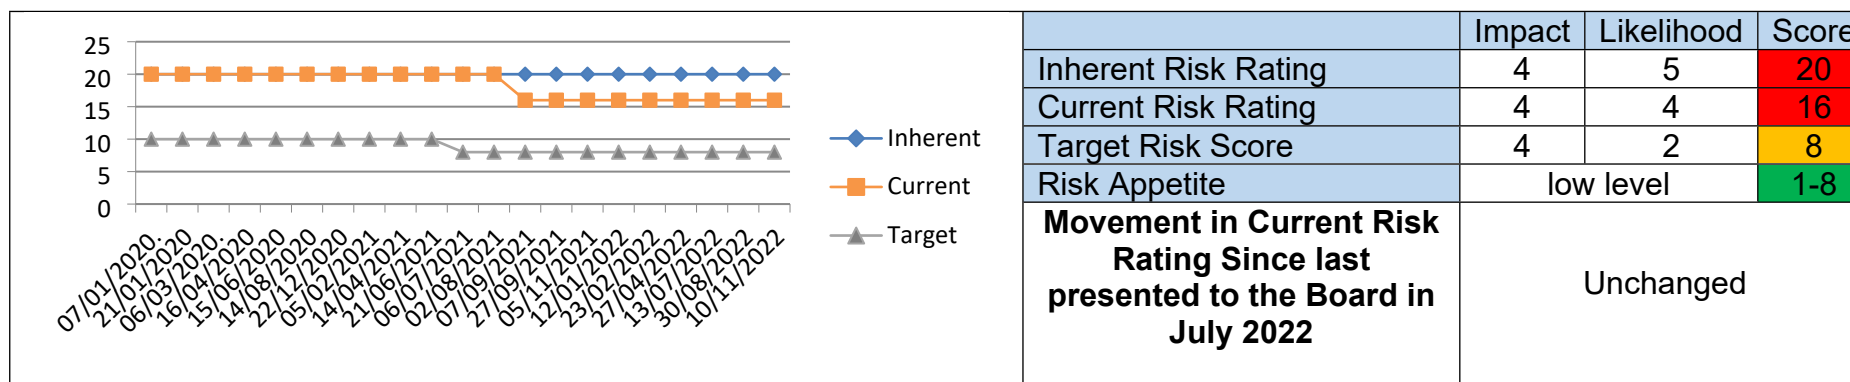 25
20
15
10
5
0
07/01/2020.
21/01/2020
06/03/2020.
16/04/2020
15/06/2020
14/08/2020
22/12/2020
05/02/2021
14/04/2021
21/06/2021
06/07/2021
02/08/2021
07/09/2021
27/09/2021
05/11/2021
12/01/2022
23/02/2022
27/04/2022
13/07/2022
30/08/2022
10/11/2022
Inherent
Current
Target
Impact Likelihood Score
Inherent Risk Rating 4 5 20
Current Risk Rating 4 4 16
Target Risk Score 4 2 8
Risk Appetite low level 1-8
Movement in Current Risk
Rating Since last
presented to the Board in
July 2022
Unchanged